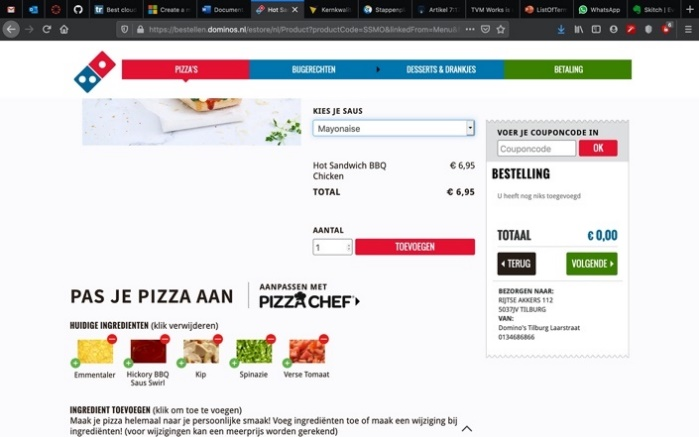 Best cloud
Create a n
Document
Hot Sa
Kernkwali
Stappenpl
Artikel 7:1
TVM Works is
ListOfTerm
WhatsApp
Skitch | Ev
https://bestellen.dominos.nl/estore/nl/Product?productCode=SSMO&linkedFrom=Menu&
PIZZA'S
BIJGERECHTEN
DESSERTS & DRANKJES
BETALING
KIES JE SAUS
Mayonaise
Hot Sandwich BBQ € 6,95
Chicken
TOTAL € 6,95
AANTAL
1
TOEVOEGEN
VOER JE COUPONCODE IN
Couponcode
OK
BESTELLING
U heeft nog niks toegevoegd
TOTAAL € 0,00
TERUG
VOLGENDE
BEZORGEN NAAR:
RIJTSE AKKERS 112
5037JV TILBURG
VAN:
Domino's Tilburg Laarstraat
0134686866
PAS JE PIZZA AAN
AANPASSEN MET
PIZZA CHEF
HUIDIGE INGREDIENTEN (klik verwijderen)
Emmentaler
Hickory BBQ
Saus Swirl
Kip
Spinazie
Verse Tomaat
INGREDIENT TOEVOEGEN (klik om toe te voegen)
Maak je pizza helemaal naar je persoonlijke smaak! Voeg ingrediënten toe of maak een wijziging bij
ingrediënten! (voor wijzigingen kan een meerprijs worden gerekend)